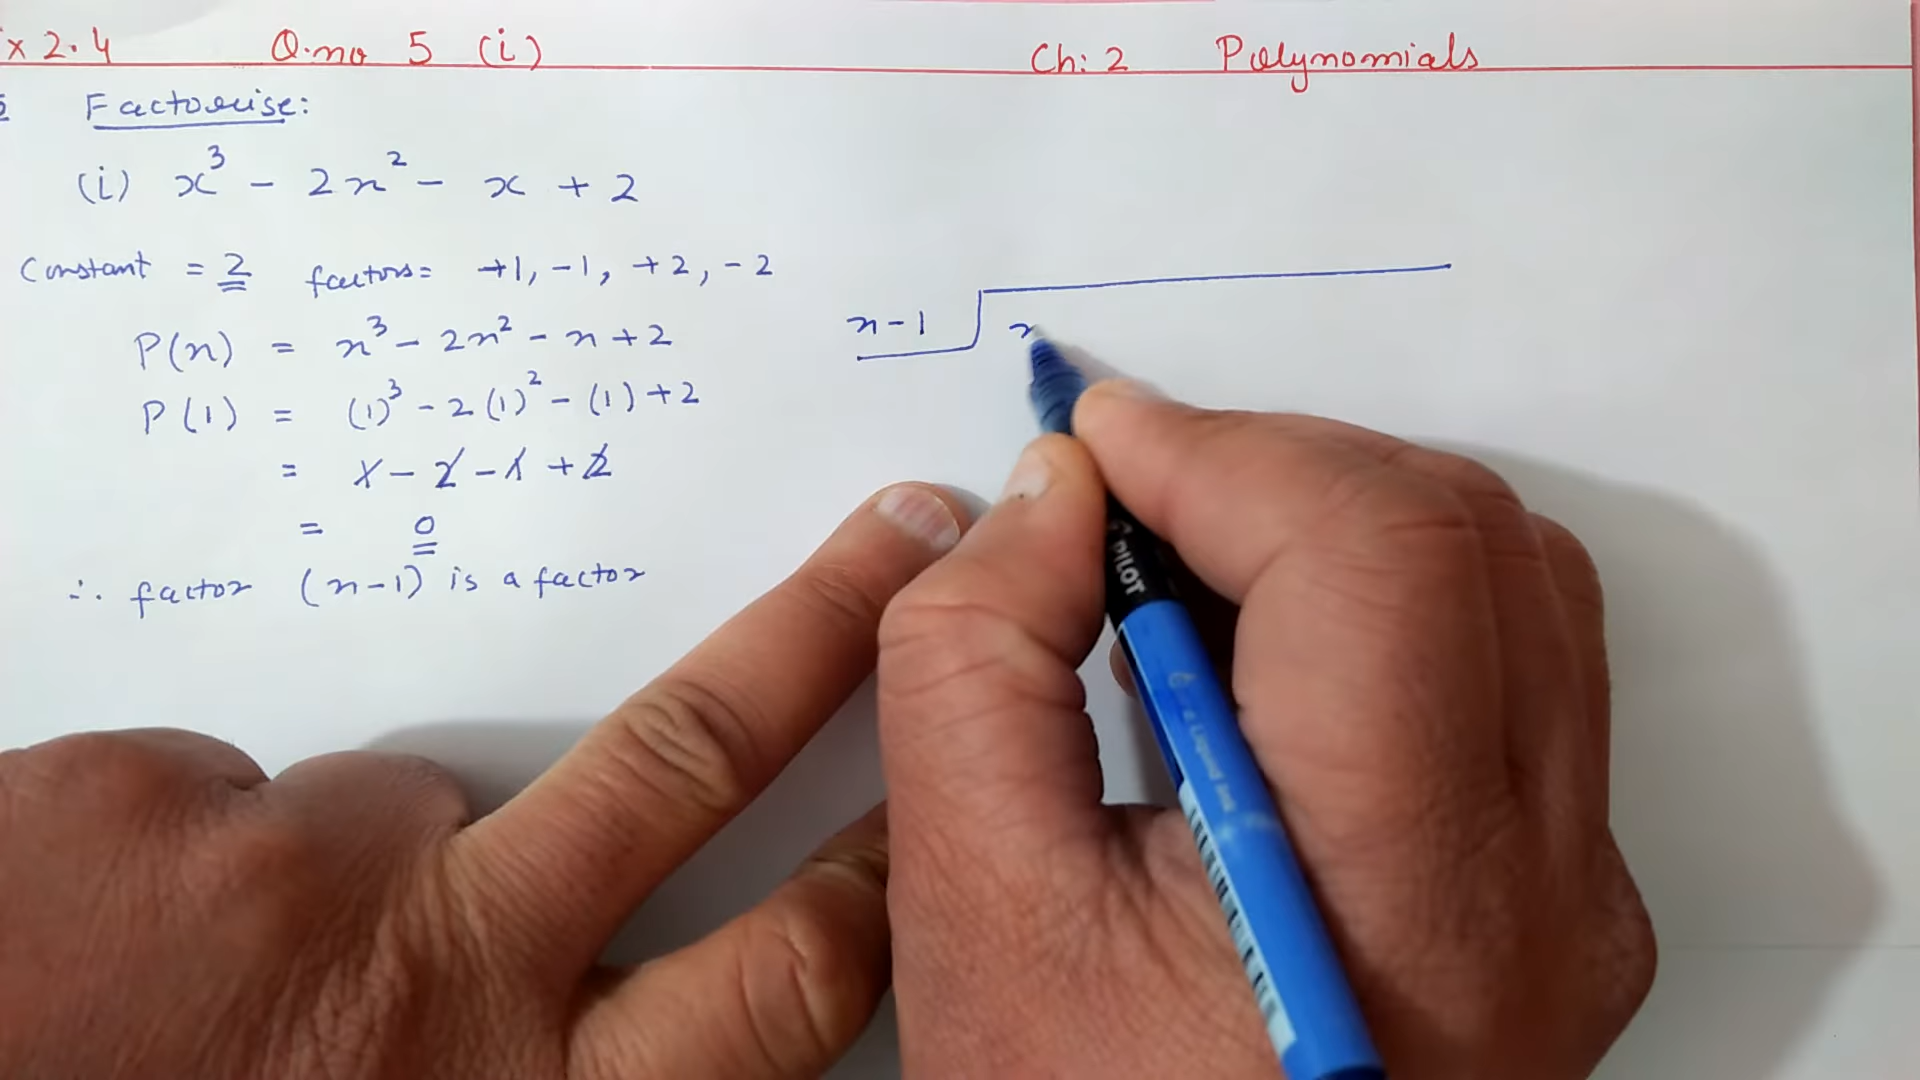 x 2.4 Q.no 5 (i) Ch: 2 Polynomials
Factorise:
(i) x³ - 2x² - x + 2
Constant = 2 factors = +1, -1, +2, -2
P(x) = x³ - 2x² - x + 2
P(1) = (1)³ - 2(1)² - (1) + 2
= 1 - 2 - 1 + 2
= 0
∴ factor (x-1) is a factor
x-1 x
PILOT